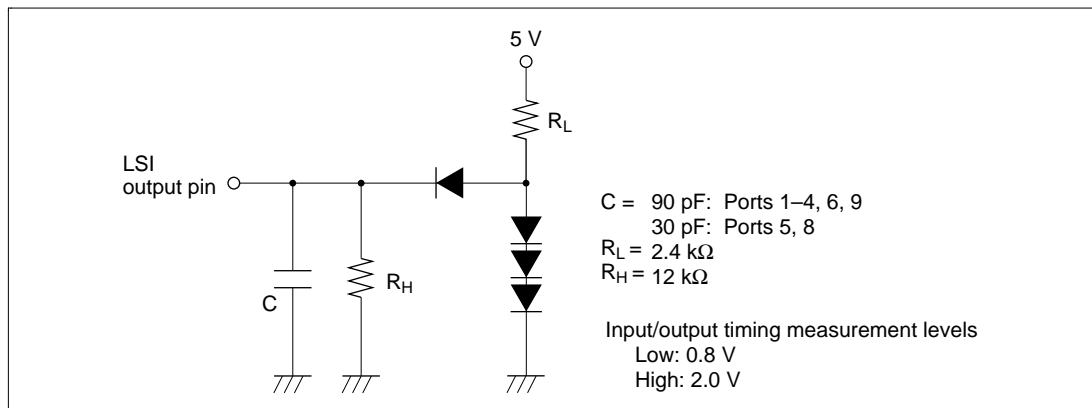 5 V
R_L
LSI
output pin
R_H
C
C = 90 pF: Ports 1–4, 6, 9
30 pF: Ports 5, 8
R_L = 2.4 kΩ
R_H = 12 kΩ
Input/output timing measurement levels
Low: 0.8 V
High: 2.0 V